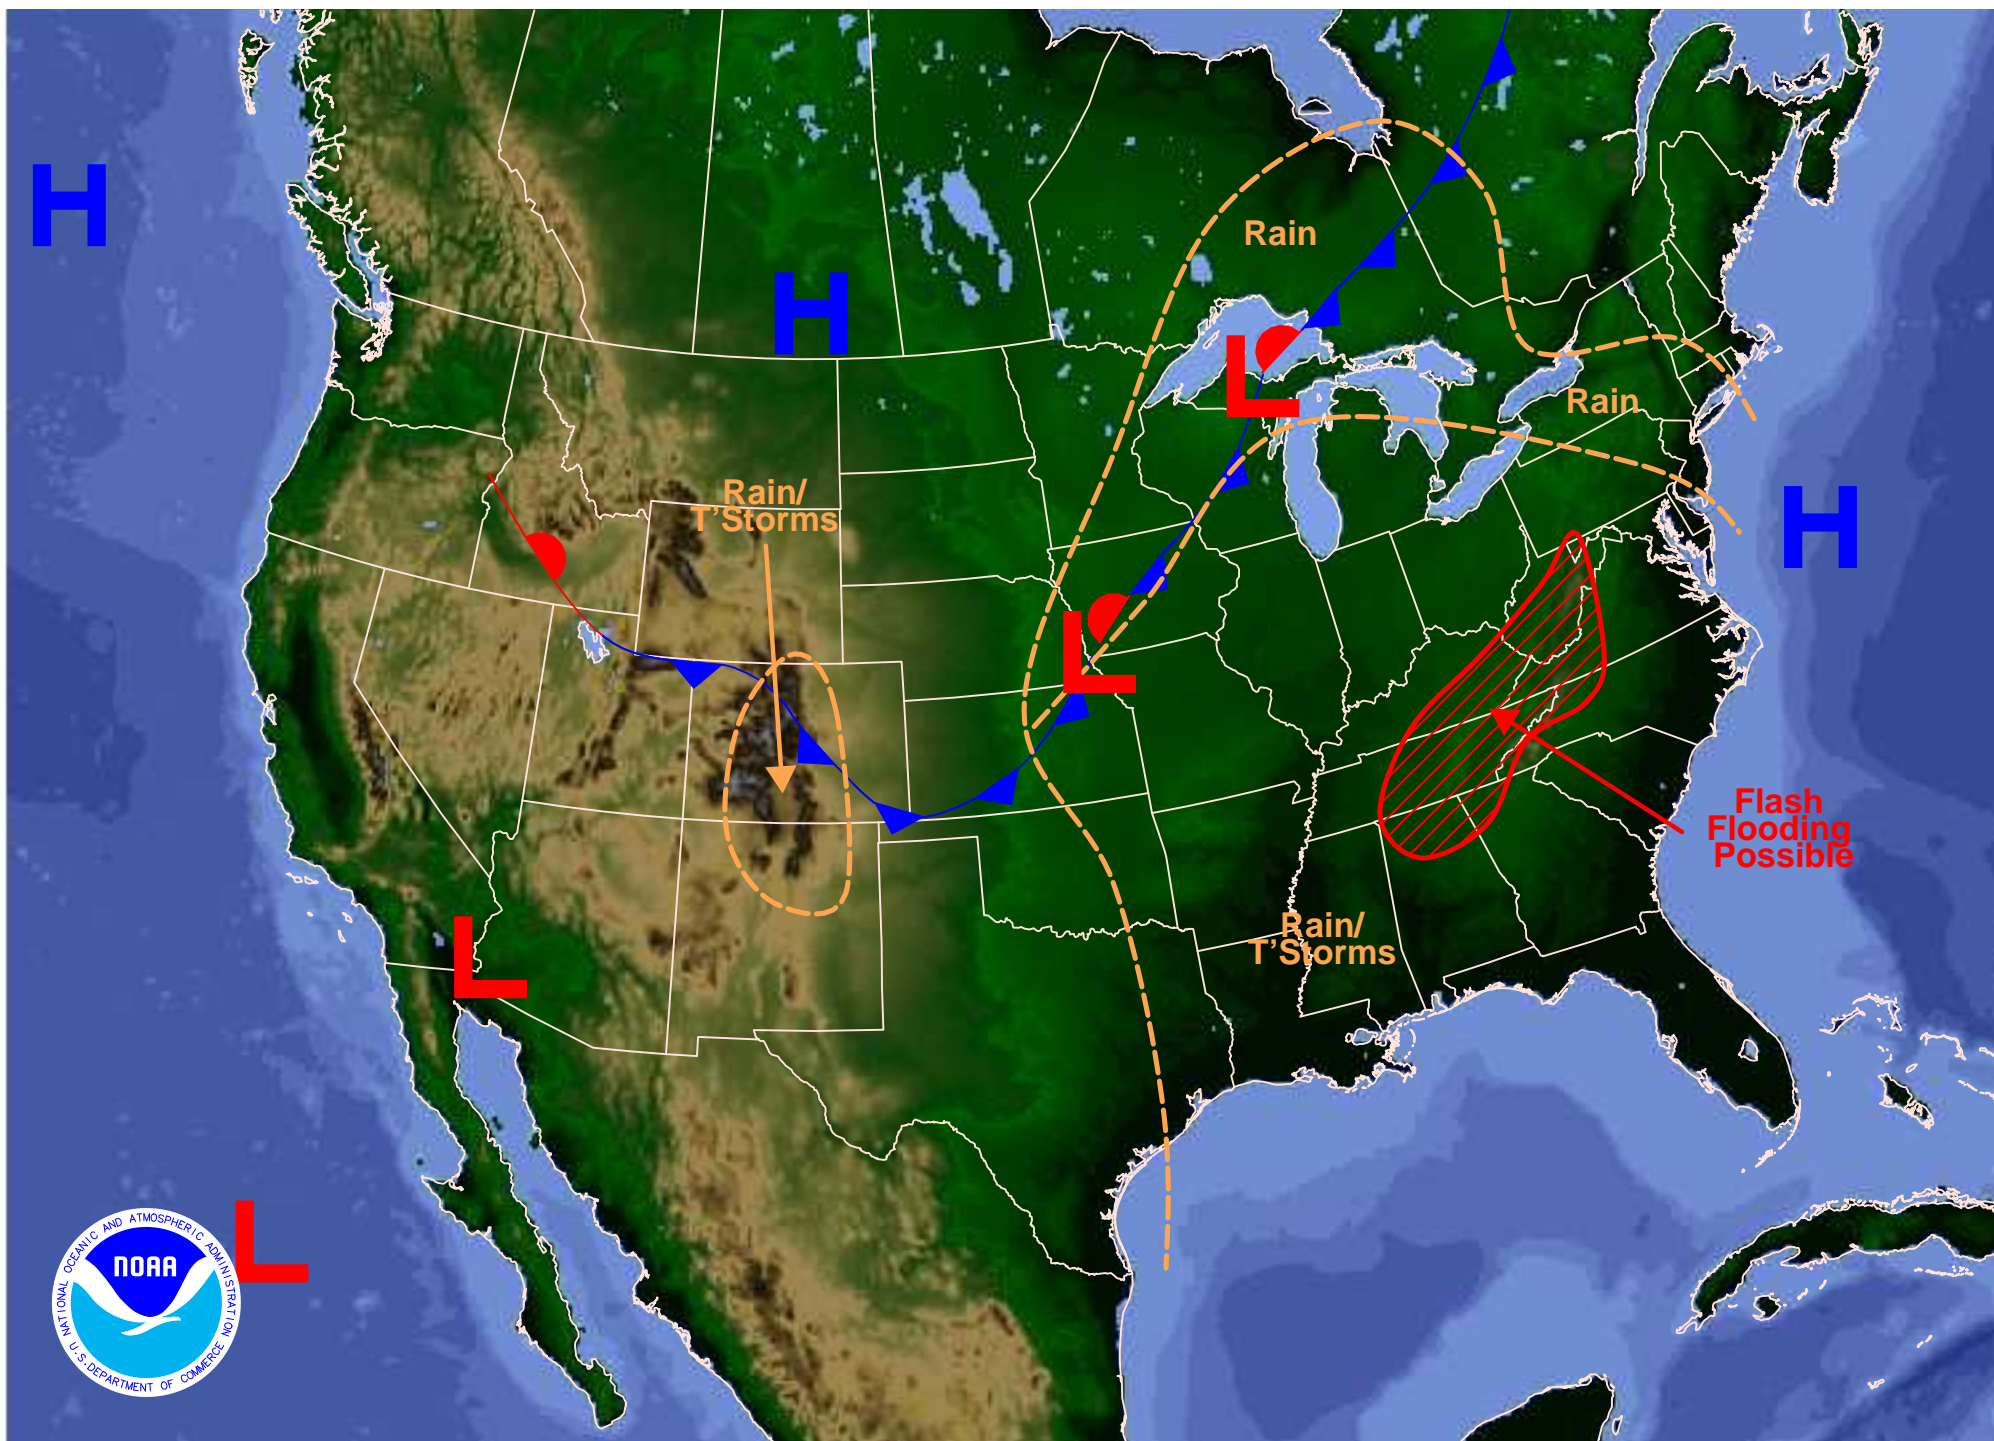 H
Rain
H
L
Rain
Rain/
T'Storms
H
L
Flash
Flooding
Possible
Rain/
T'Storms
L
L
NATIONAL OCEANIC AND ATMOSPHERIC ADMINISTRATION
NOAA
U.S. DEPARTMENT OF COMMERCE